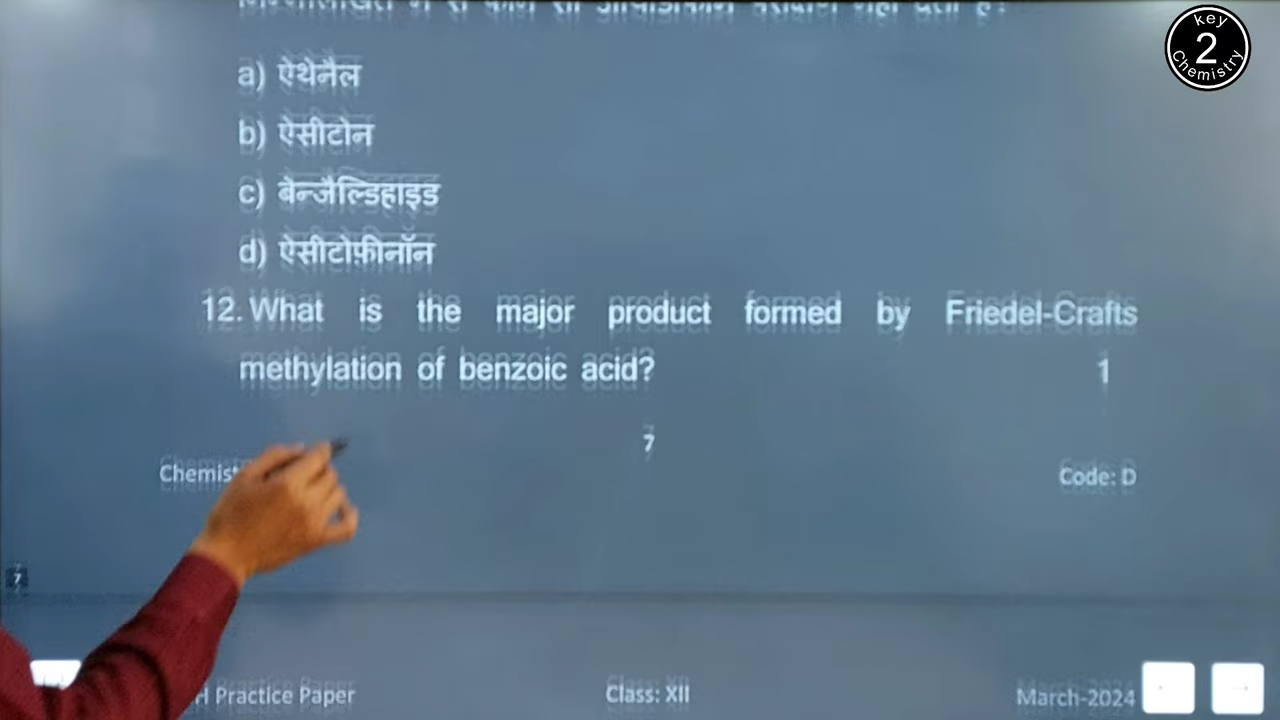 key
2
Chemistry
a) ऐथेनैल
b) ऐसीटोन
c) बेन्जैल्डिहाइड
d) ऐसीटोफ़ीनॉन
12. What is the major product formed by Friedel-Crafts
methylation of benzoic acid? 1
7
Code: D
7
Practice Paper Class: XII March-2024